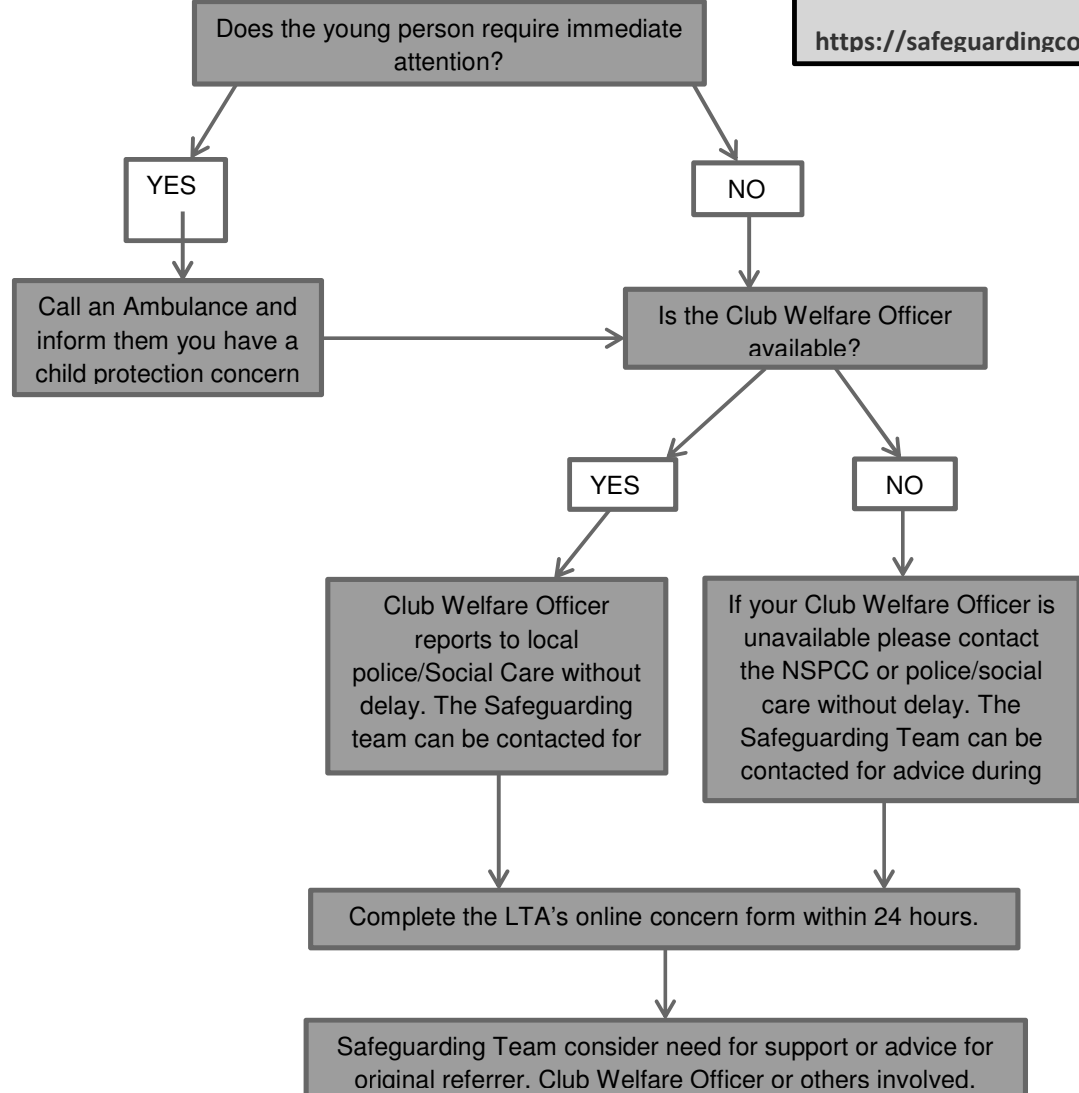 Does the young person require immediate
attention?
https://safeguardingco
YES
NO
Call an Ambulance and
inform them you have a
child protection concern
Is the Club Welfare Officer
available?
YES
NO
Club Welfare Officer
reports to local
police/Social Care without
delay. The Safeguarding
team can be contacted for
If your Club Welfare Officer is
unavailable please contact
the NSPCC or police/social
care without delay. The
Safeguarding Team can be
contacted for advice during
Complete the LTA’s online concern form within 24 hours.
Safeguarding Team consider need for support or advice for
original referrer. Club Welfare Officer or others involved.